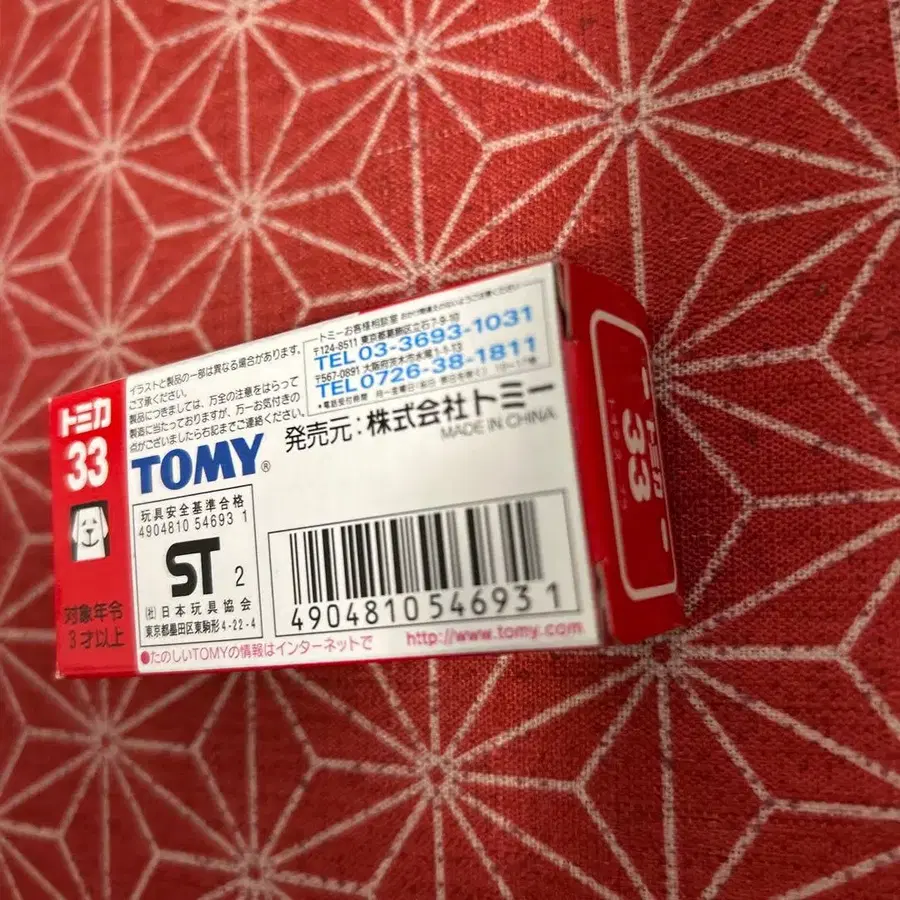 トミカ
33
対象年令
3才以上
イラストと製品の一部は異なる場合があります。
ご了承ください。
製品につきましては、万全の注意をはらって
製造に当たっておりますが、万一お気付きの
点がございましたら右記までご連絡ください。
トミーお客様相談室
〒124-8511 東京都葛飾区立石7-9-10
TEL03-3693-1031
〒567-0891 大阪府茨木市水尾1-1-13
TEL0726-38-1811
TOMY®
発売元:株式会社トミー
MADE IN CHINA
玩具安全基準合格
4904810 54693 1
ST 2
(社)日本玩具協会
東京都墨田区東駒形4-22-4
4904810546931
●たのしいTOMYの情報はインターネットで http://www.tomy.com
トミカ
33